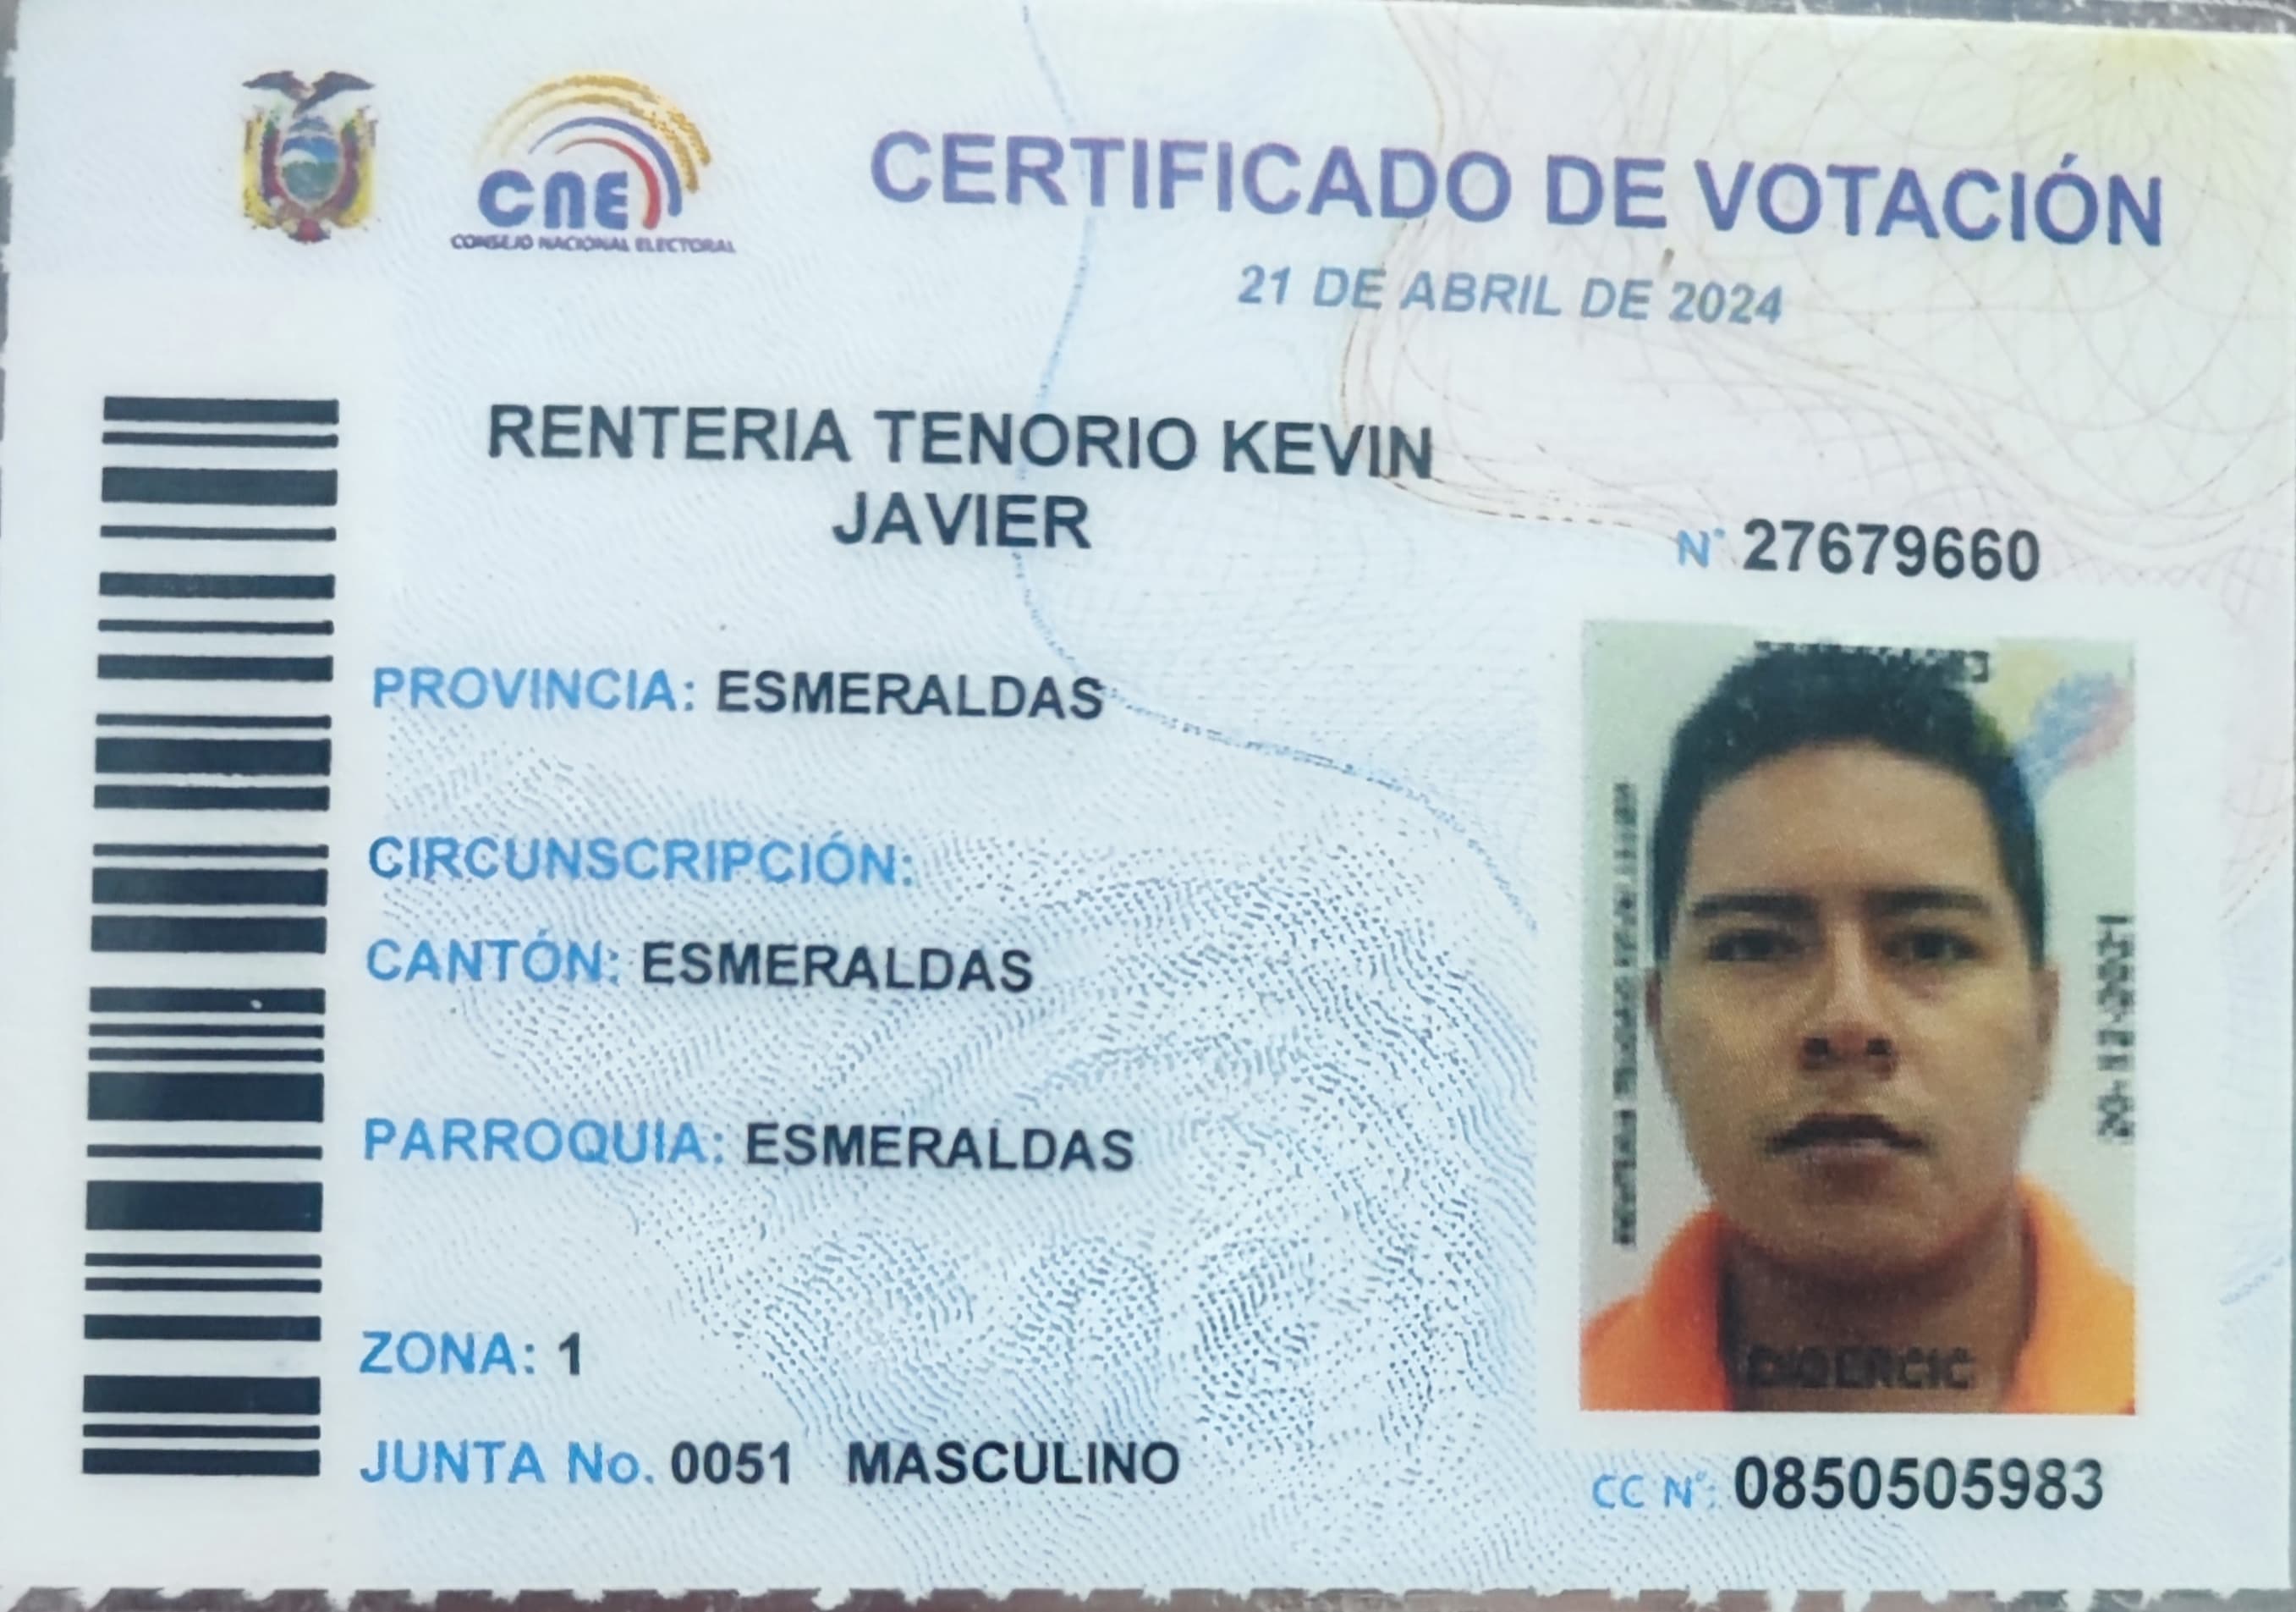 CNE
CONSEJO NACIONAL ELECTORAL
CERTIFICADO DE VOTACIÓN
21 DE ABRIL DE 2024
RENTERIA TENORIO KEVIN
JAVIER
N° 27679660
PROVINCIA: ESMERALDAS
CIRCUNSCRIPCIÓN:
CANTÓN: ESMERALDAS
PARROQUIA: ESMERALDAS
ZONA: 1
JUNTA No. 0051 MASCULINO
DIGERCIC
CC N°: 0850505983